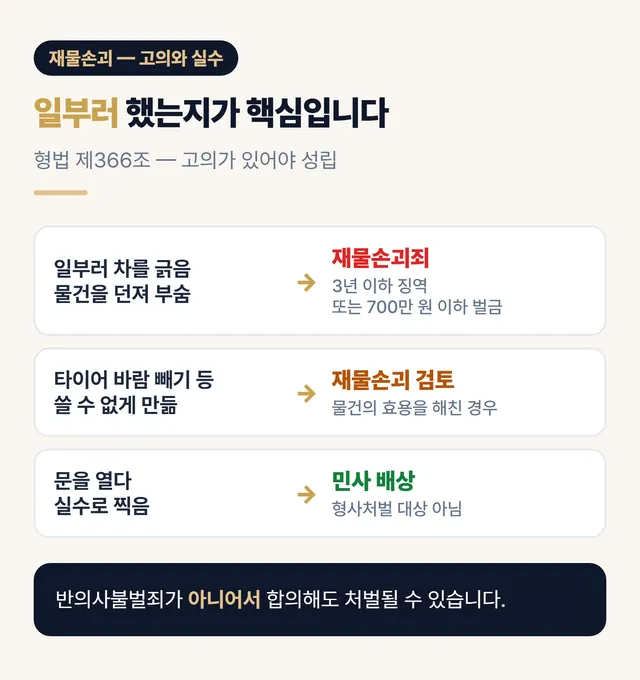 재물손괴 — 고의와 실수
일부러 했는지가 핵심입니다
형법 제366조 — 고의가 있어야 성립
일부러 차를 긁음
물건을 던져 부숨
→
재물손괴죄
3년 이하 징역
또는 700만 원 이하 벌금
타이어 바람 빼기 등
쓸 수 없게 만듦
→
재물손괴 검토
물건의 효용을 해친 경우
문을 열다
실수로 찍음
→
민사 배상
형사처벌 대상 아님
반의사불벌죄가 아니어서 합의해도 처벌될 수 있습니다.